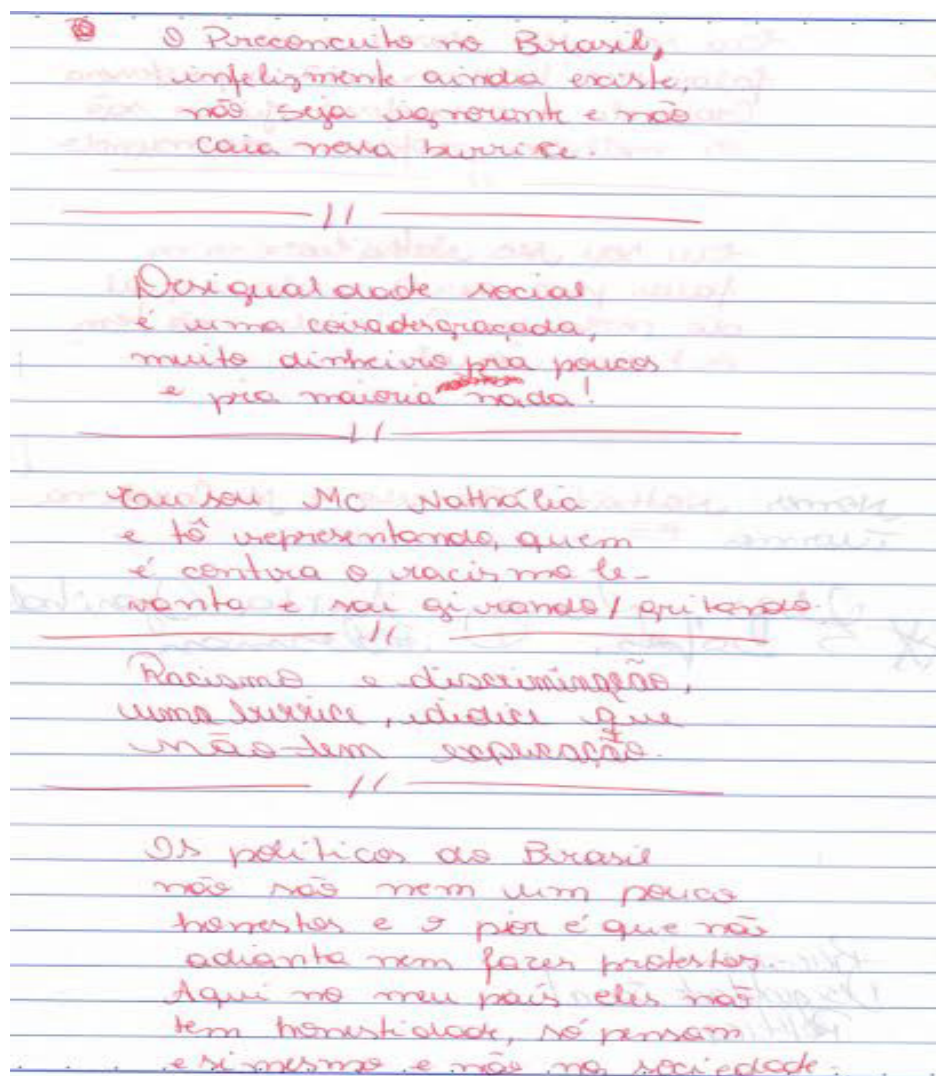 O Preconceito no Brasil,
infelizmente ainda existe,
não seja ignorante e não
caia nessa burrice.
Desigualdade social
é uma coisa desgraçada,
muito dinheiro pra poucos
e pra maioria nada!
Eu sou Mc Nathália
e tô representando, quem
é contra o racismo le-
vanta e sai girando/gritando.
Racismo e discriminação,
uma burrice, idiotice que
não tem explicação.
Os políticos do Brasil
não são nem um pouco
honestos e o pior é que não
adianta nem fazer protestos.
Aqui no meu país eles não
tem honestidade, só pensam
e si mesmo e não na sociedade.